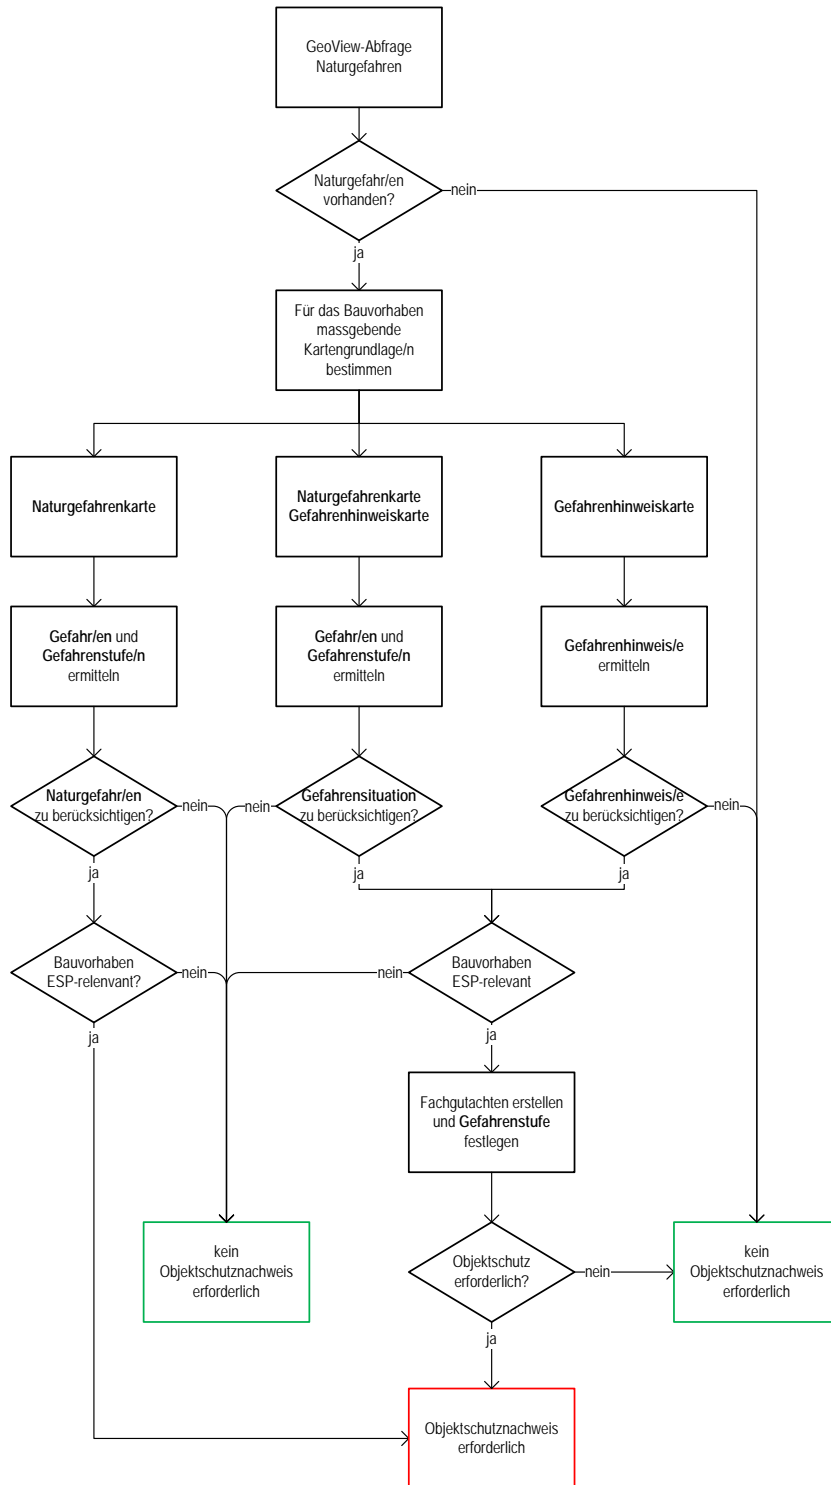 GeoView-Abfrage
Naturgefahren
Naturgefahr/en
vorhanden?
nein
ja
Für das Bauvorhaben
massgebende
Kartengrundlage/n
bestimmen
Naturgefahrenkarte
Naturgefahrenkarte
Gefahrenhinweiskarte
Gefahrenhinweiskarte
Gefahr/en und
Gefahrenstufe/n
ermitteln
Gefahr/en und
Gefahrenstufe/n
ermitteln
Gefahrenhinweis/e
ermitteln
Naturgefahr/en
zu berücksichtigen?
nein
nein
Gefahrensituation
zu berücksichtigen?
Gefahrenhinweis/e
zu berücksichtigen?
nein
ja
ja
ja
Bauvorhaben
ESP-relenvant?
nein
nein
Bauvorhaben
ESP-relevant
ja
ja
Fachgutachten erstellen
und Gefahrenstufe
festlegen
kein
Objektschutznachweis
erforderlich
Objektschutz
erforderlich?
nein
kein
Objektschutznachweis
erforderlich
ja
Objektschutznachweis
erforderlich